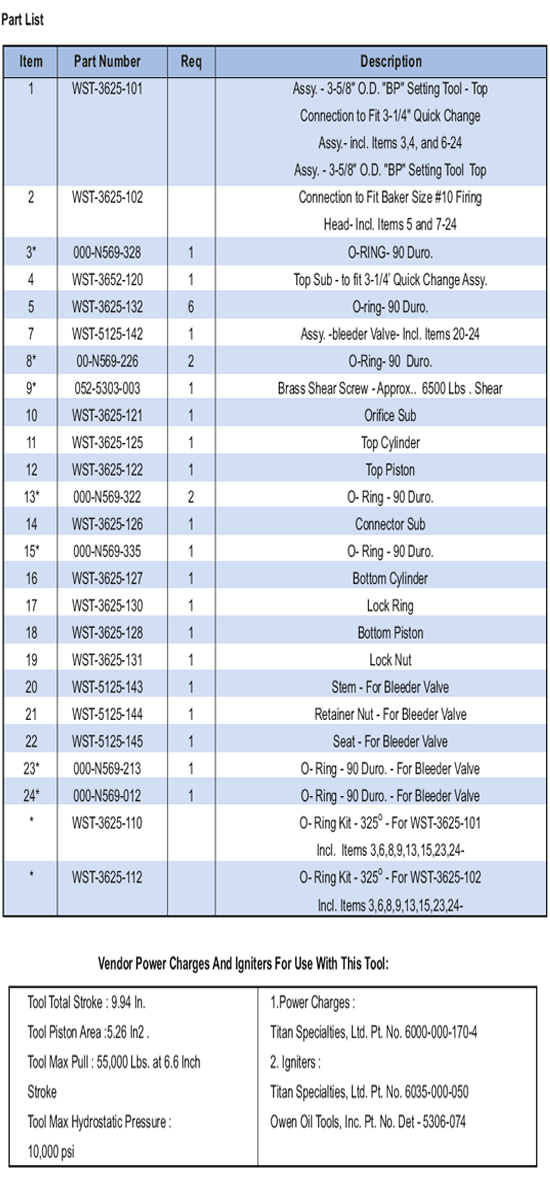 Part List
Item Part Number Req Description
1 WST-3625-101 Assy. - 3-5/8" O.D. "BP" Setting Tool - Top
Connection to Fit 3-1/4" Quick Change
Assy.- incl. Items 3,4, and 6-24
Assy. - 3-5/8" O.D. "BP" Setting Tool Top
2 WST-3625-102 Connection to Fit Baker Size #10 Firing
Head- Incl. Items 5 and 7-24
3* 000-N569-328 1 O-RING- 90 Duro.
4 WST-3652-120 1 Top Sub - to fit 3-1/4' Quick Change Assy.
5 WST-3625-132 6 O-ring- 90 Duro.
7 WST-5125-142 1 Assy. -bleeder Valve- Incl. Items 20-24
8* 00-N569-226 2 O-Ring- 90 Duro.
9* 052-5303-003 1 Brass Shear Screw - Approx.. 6500 Lbs . Shear
10 WST-3625-121 1 Orifice Sub
11 WST-3625-125 1 Top Cylinder
12 WST-3625-122 1 Top Piston
13* 000-N569-322 2 O- Ring - 90 Duro.
14 WST-3625-126 1 Connector Sub
15* 000-N569-335 1 O- Ring - 90 Duro.
16 WST-3625-127 1 Bottom Cylinder
17 WST-3625-130 1 Lock Ring
18 WST-3625-128 1 Bottom Piston
19 WST-3625-131 1 Lock Nut
20 WST-5125-143 1 Stem - For Bleeder Valve
21 WST-5125-144 1 Retainer Nut - For Bleeder Valve
22 WST-5125-145 1 Seat - For Bleeder Valve
23* 000-N569-213 1 O- Ring - 90 Duro. - For Bleeder Valve
24* 000-N569-012 1 O- Ring - 90 Duro. - For Bleeder Valve
* WST-3625-110 O- Ring Kit - 325º - For WST-3625-101
Incl. Items 3,6,8,9,13,15,23,24-
* WST-3625-112 O- Ring Kit - 325º - For WST-3625-102
Incl. Items 3,6,8,9,13,15,23,24-
Vendor Power Charges And Igniters For Use With This Tool:
Tool Total Stroke : 9.94 In.
Tool Piston Area :5.26 In2 .
Tool Max Pull : 55,000 Lbs. at 6.6 Inch
Stroke
Tool Max Hydrostatic Pressure :
10,000 psi
1.Power Charges :
Titan Specialties, Ltd. Pt. No. 6000-000-170-4
2. Igniters :
Titan Specialties, Ltd. Pt. No. 6035-000-050
Owen Oil Tools, Inc. Pt. No. Det - 5306-074